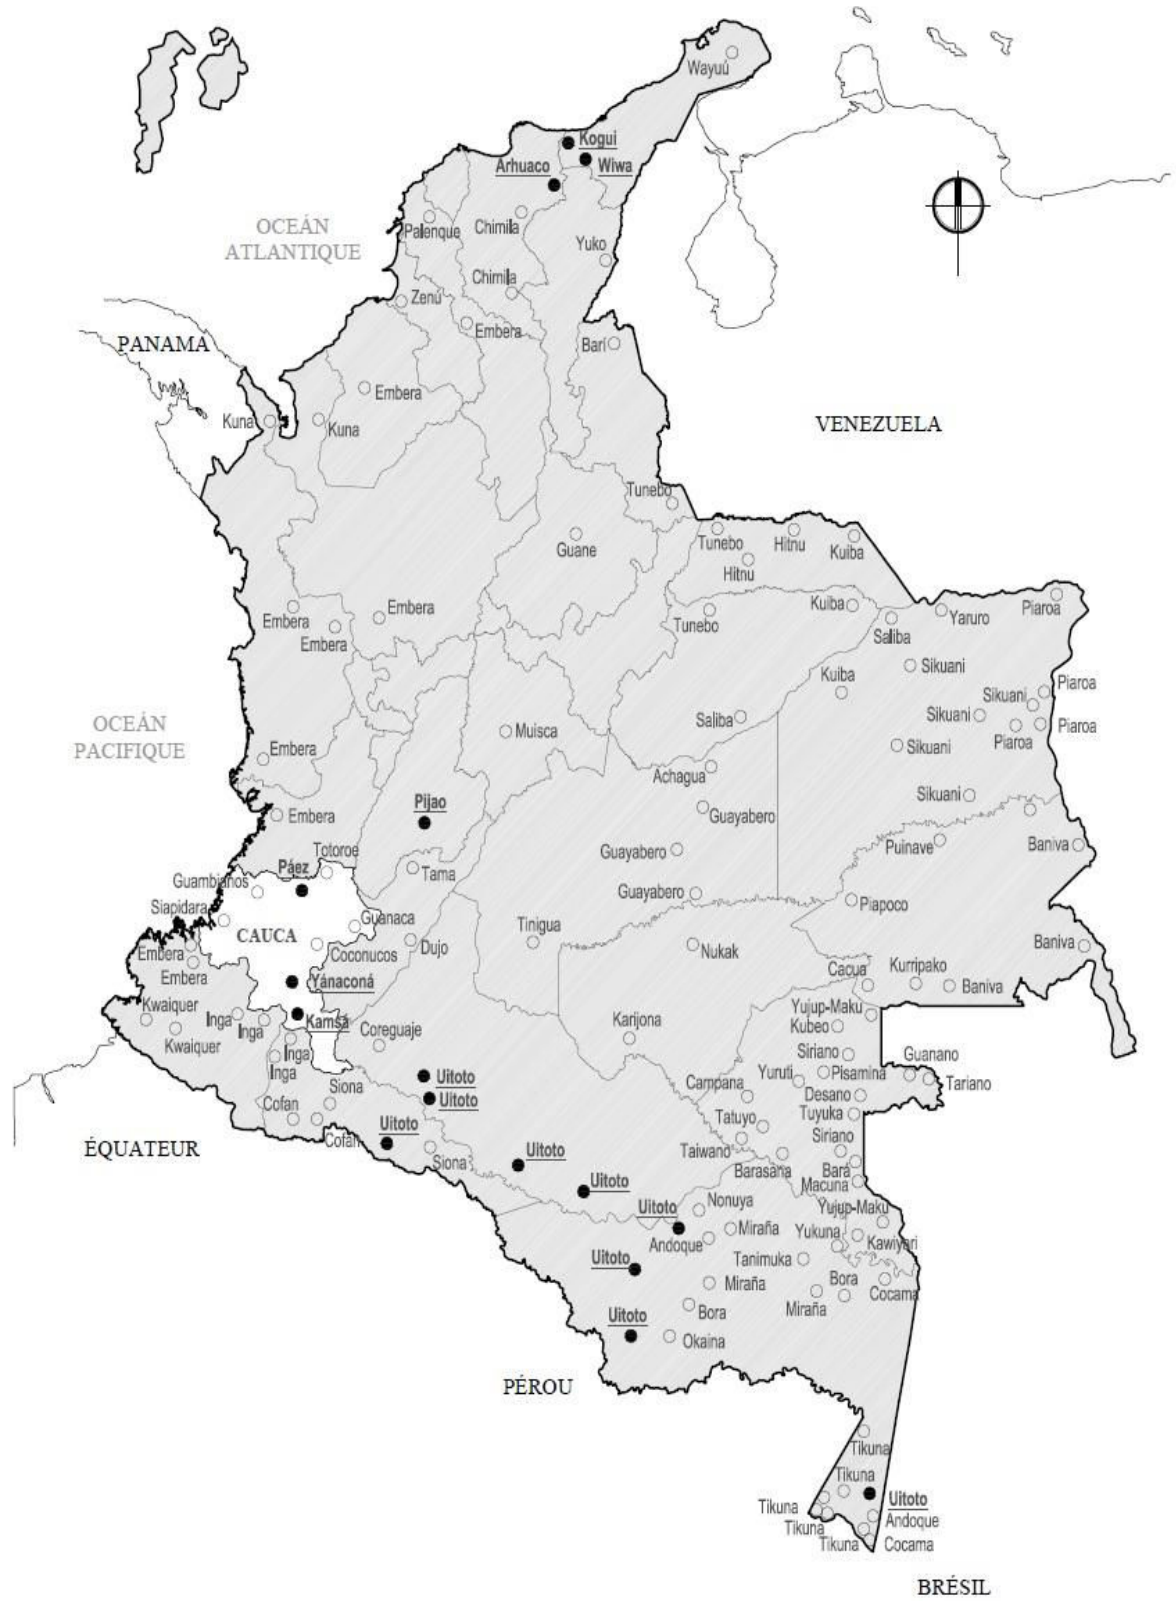 Wayuú
Kogui
Arhuaco
Wiwa
OCEÁN
ATLANTIQUE
Palenque
Chimila
Yuko
Chimila
Zenú
Embera
PANAMA
Barí
Embera
Kuna
Kuna
VENEZUELA
Tunebo
Guane
Tunebo
Hitnu
Kuiba
Hitnu
Embera
Embera
Embera
Tunebo
Kuiba
Saliba
Yaruro
Piaroa
Sikuani
Kuiba
Sikuani
Piaroa
OCEÁN
PACIFIQUE
Muisca
Saliba
Sikuani
Piaroa
Piaroa
Embera
Sikuani
Achagua
Sikuani
Pijao
Embera
Guayabero
Totoroe
Guayabero
Puinave
Baniva
Páez
Tama
Guambianos
Guayabero
Piapoco
Siapidara
Guanaca
Tinigua
CAUCA
Dujo
Nukak
Baniva
Embera
Coconucos
Embera
Cacua
Kurripako
Yánaconá
Baniva
Kwaiquer
Inga
Inga
Kamsá
Coreguaje
Karijona
Yujup-Maku
Kubeo
Kwaiquer
Inga
Inga
Siriano
Guanano
Uitoto
Campana
Yuruti
Pisamina
Tariano
Siona
Uitoto
Desano
Cofan
Uitoto
Tatuyo
Tuyuka
Cofan
Siriano
ÉQUATEUR
Siona
Uitoto
Taiwano
Barasana
Bará
Macuna
Uitoto
Uitoto
Nonuya
Yujup-Maku
Miraña
Yukuna
Kawiyari
Andoque
Uitoto
Tanimuka
Miraña
Bora
Cocama
Miraña
Uitoto
Bora
Okaina
PÉROU
Tikuna
Tikuna
Uitoto
Tikuna
Andoque
Tikuna
Tikuna
Cocama
BRÉSIL